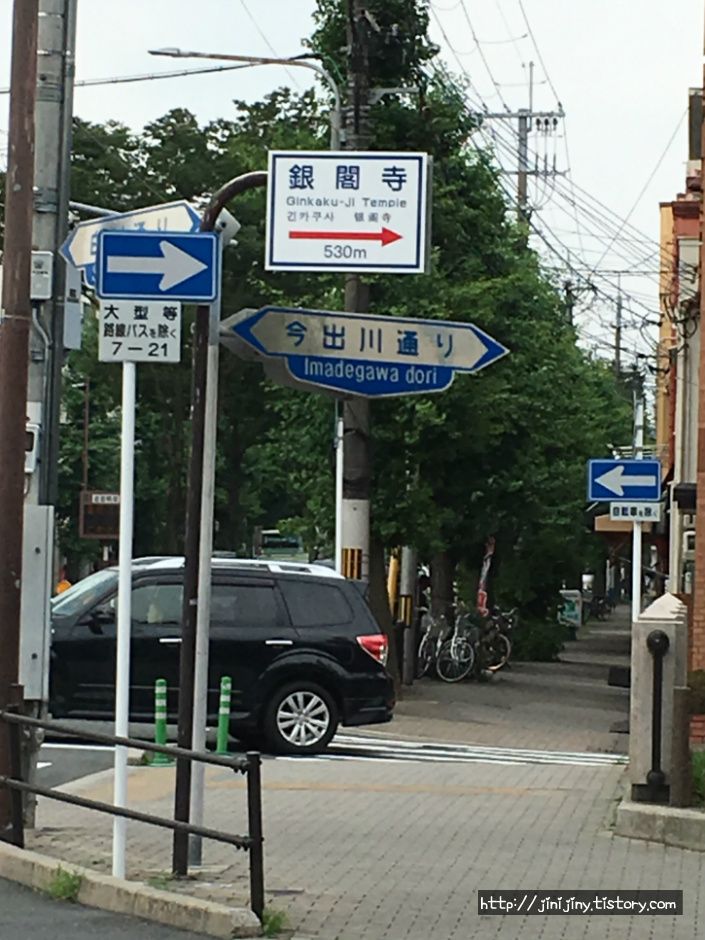 銀閣寺
Ginkaku-Ji Temple
긴카쿠사 银阁寺
530m
大型等
路線バスを除く
7-21
今出川通り
Imadegawa dori
自転車を除く
http://jinijiny.tistory.com